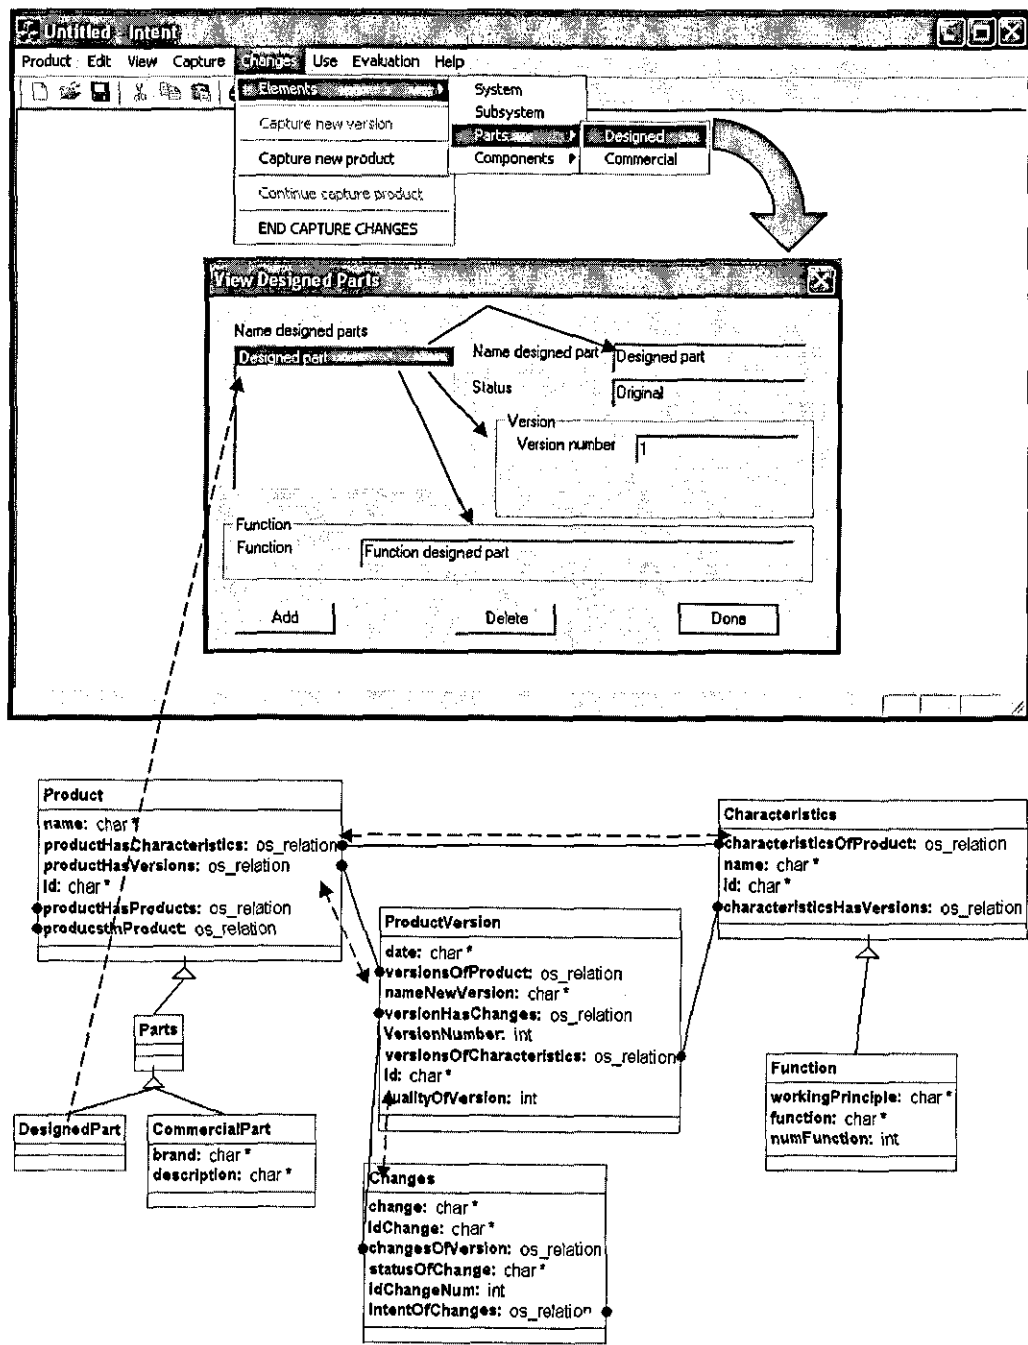 Untitled - Intent
Product Edit View Capture Changes Use Evaluation Help
Elements
System
Subsystem
Capture new version
Parts
Designed
Capture new product
Components
Commercial
Continue capture product
END CAPTURE CHANGES
View Designed Parts
Name designed parts
Designed part
Name designed part
Designed part
Status
Original
Version
Version number
1
Function
Function
Function designed part
Add
Delete
Done
Product
name: char *
productHasCharacteristics: os_relation
productHasVersions: os_relation
id: char *
productHasProducts: os_relation
producstInProduct: os_relation
Parts
DesignedPart
CommercialPart
brand: char *
description: char *
ProductVersion
date: char *
versionsOfProduct: os_relation
nameNewVersion: char *
versionHasChanges: os_relation
VersionNumber: int
versionsOfCharacteristics: os_relation
id: char *
qualityOfVersion: int
Changes
change: char *
idChange: char *
changesOfVersion: os_relation
statusOfChange: char *
idChangeNum: int
IntentOfChanges: os_relation
Characteristics
characteristicsOfProduct: os_relation
name: char *
id: char *
characteristicsHasVersions: os_relation
Function
workingPrinciple: char *
function: char *
numFunction: int